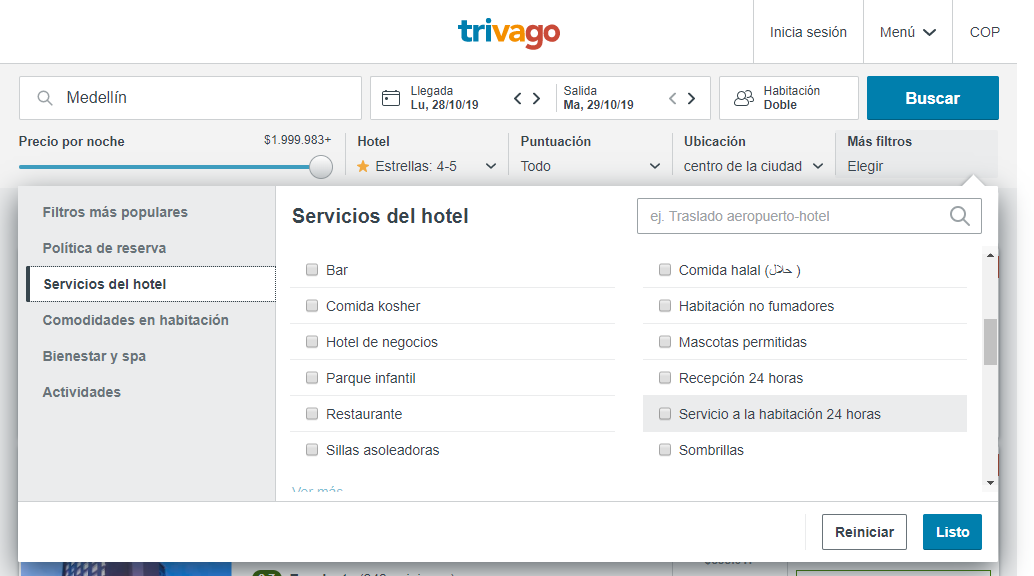 trivago
Inicia sesión
Menú
COP
Medellín
Llegada
Lu, 28/10/19
Salida
Ma, 29/10/19
Habitación
Doble
Buscar
Precio por noche
$1.999.983+
Hotel
Estrellas: 4-5
Puntuación
Todo
Ubicación
centro de la ciudad
Más filtros
Elegir
Filtros más populares
Política de reserva
Servicios del hotel
Comodidades en habitación
Bienestar y spa
Actividades
Servicios del hotel
ej. Traslado aeropuerto-hotel
Bar
Comida halal (حلال)
Comida kosher
Habitación no fumadores
Hotel de negocios
Mascotas permitidas
Parque infantil
Recepción 24 horas
Restaurante
Servicio a la habitación 24 horas
Sillas asoleadoras
Sombrillas
Ver más
Reiniciar
Listo